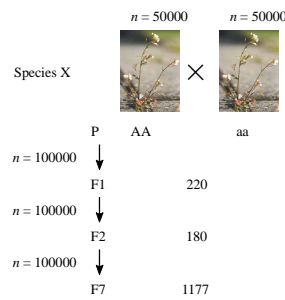 n = 50000 n = 50000
Species X
P AA aa
n = 100000
F1 220
n = 100000
F2 180
n = 100000
F7 1177